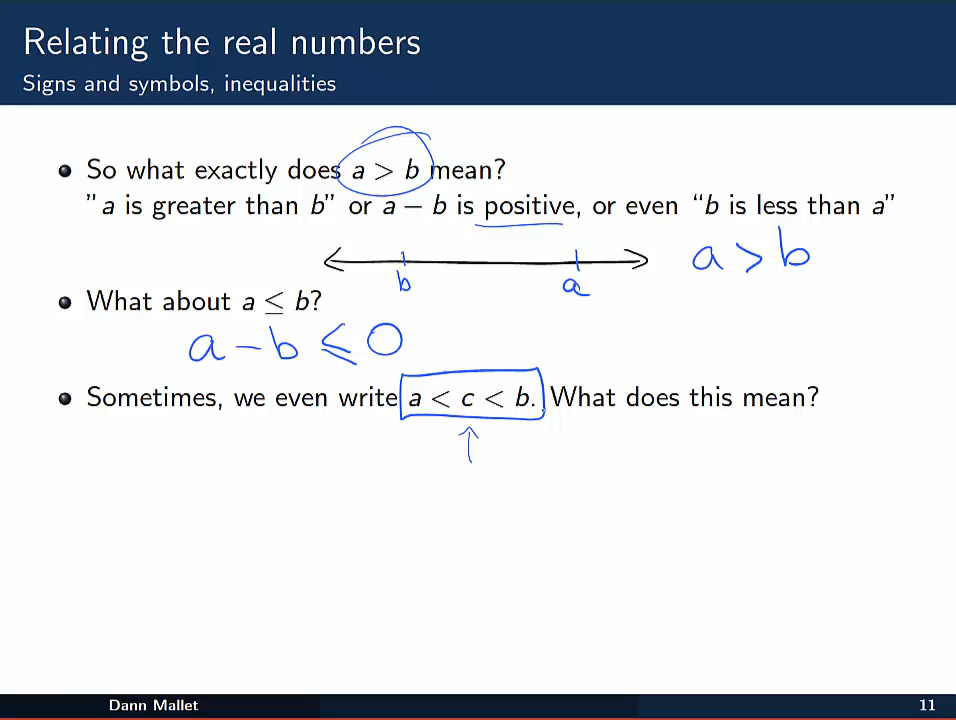 Relating the real numbers
Signs and symbols, inequalities
So what exactly does a > b mean?
"a is greater than b" or a − b is positive, or even “b is less than a”
a > b
b a
What about a ≤ b?
a − b ≤ 0
Sometimes, we even write a < c < b. What does this mean?
Dann Mallet 11